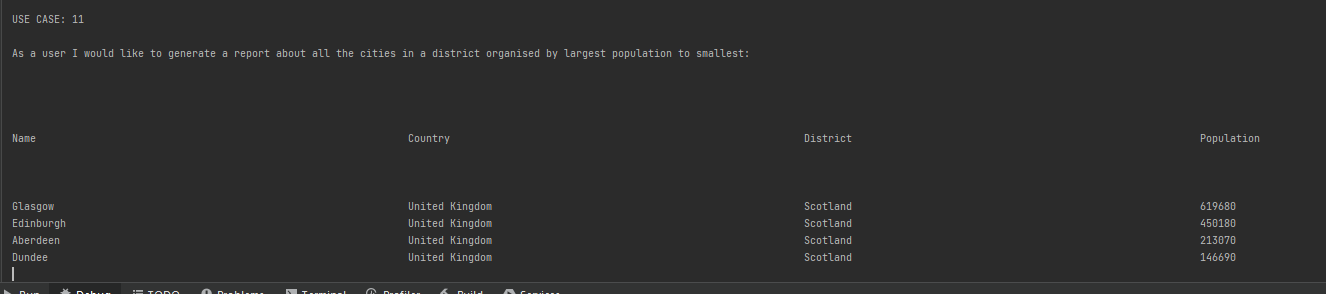 USE CASE: 11
As a user I would like to generate a report about all the cities in a district organised by largest population to smallest:
Name Country District Population
Glasgow United Kingdom Scotland 619680
Edinburgh United Kingdom Scotland 450180
Aberdeen United Kingdom Scotland 213070
Dundee United Kingdom Scotland 146690
Run Debug TODO Problems Terminal Profiler Build Services